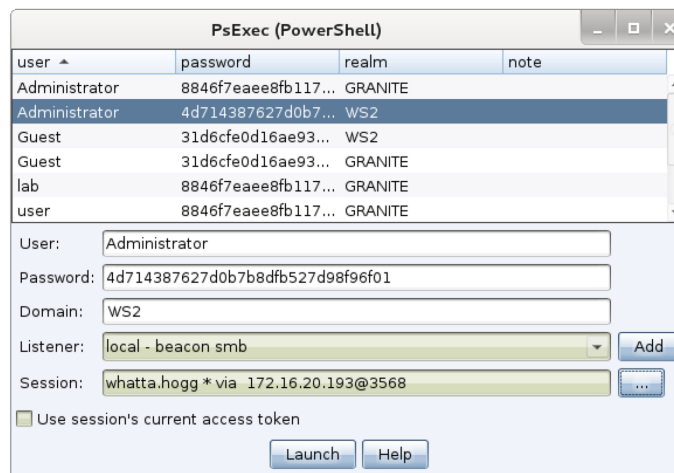 PsExec (PowerShell)
user password realm note
Administrator 8846f7eaee8fb117... GRANITE
Administrator 4d714387627d0b7... WS2
Guest 31d6cfe0d16ae93... WS2
Guest 31d6cfe0d16ae93... GRANITE
lab 8846f7eaee8fb117... GRANITE
user 8846f7eaee8fb117... GRANITE
User: Administrator
Password: 4d714387627d0b7b8dfb527d98f96f01
Domain: WS2
Listener: local - beacon smb Add
Session: whatta.hogg * via 172.16.20.193@3568 ...
Use session's current access token
Launch Help